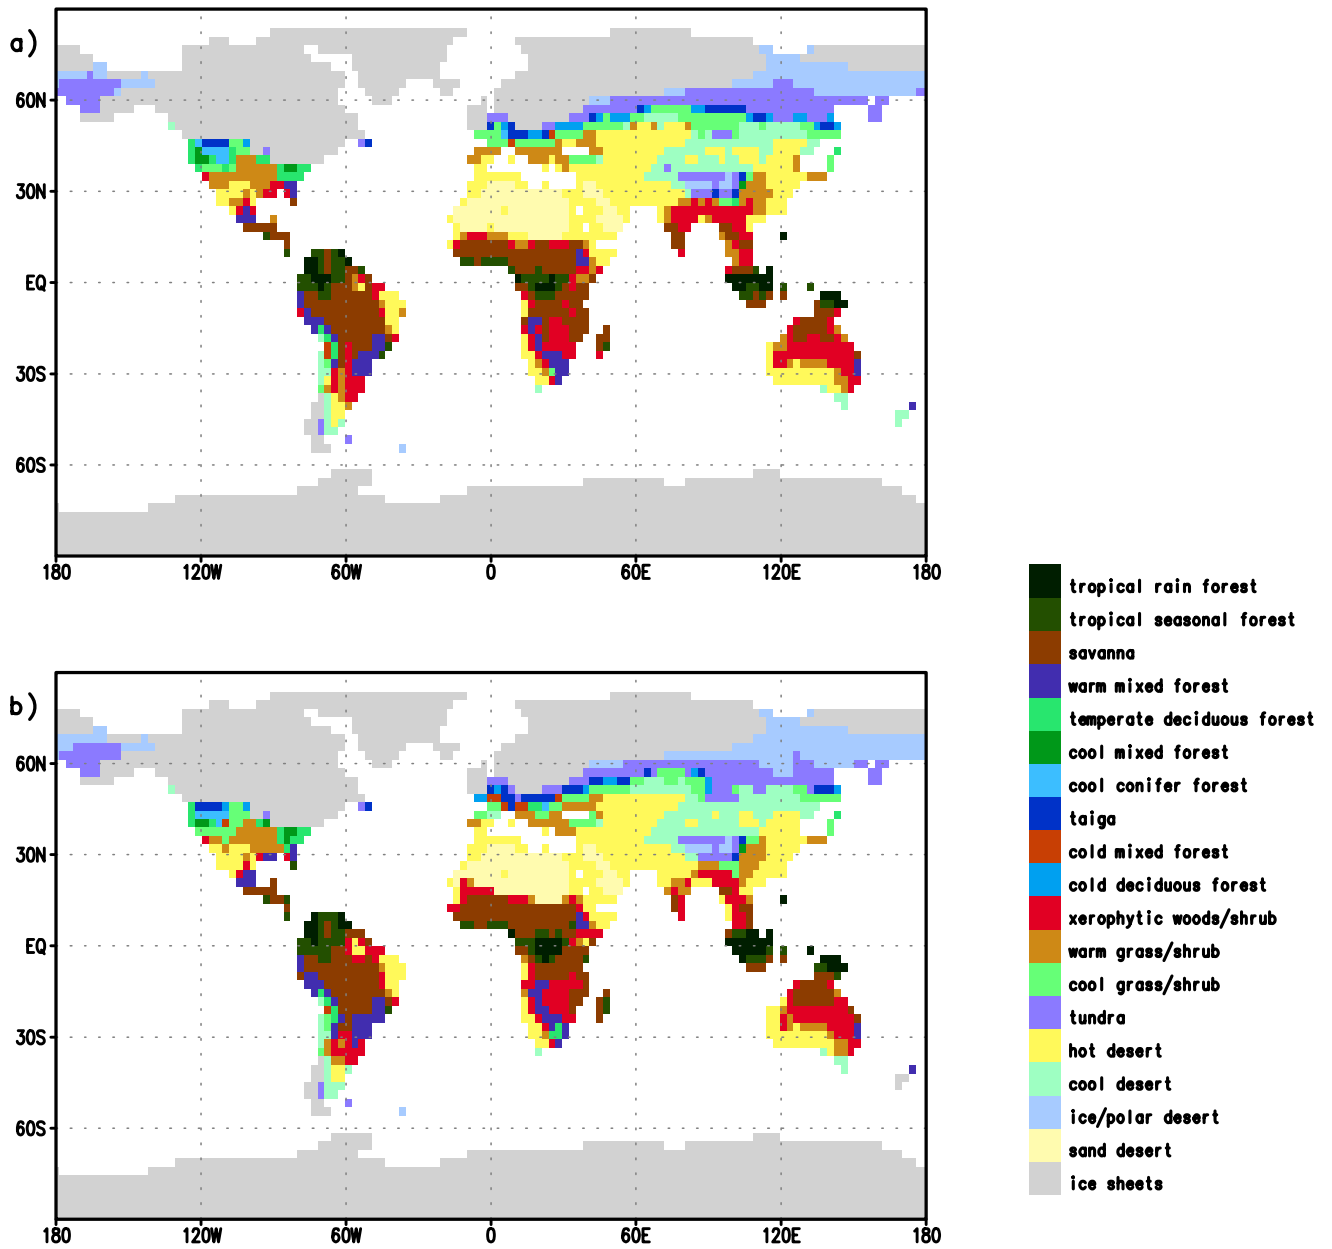 a)
60N
30N
EQ
30S
60S
180 120W 60W 0 60E 120E 180
b)
60N
30N
EQ
30S
60S
180 120W 60W 0 60E 120E 180
tropical rain forest
tropical seasonal forest
savanna
warm mixed forest
temperate deciduous forest
cool mixed forest
cool conifer forest
taiga
cold mixed forest
cold deciduous forest
xerophytic woods/shrub
warm grass/shrub
cool grass/shrub
tundra
hot desert
cool desert
ice/polar desert
sand desert
ice sheets